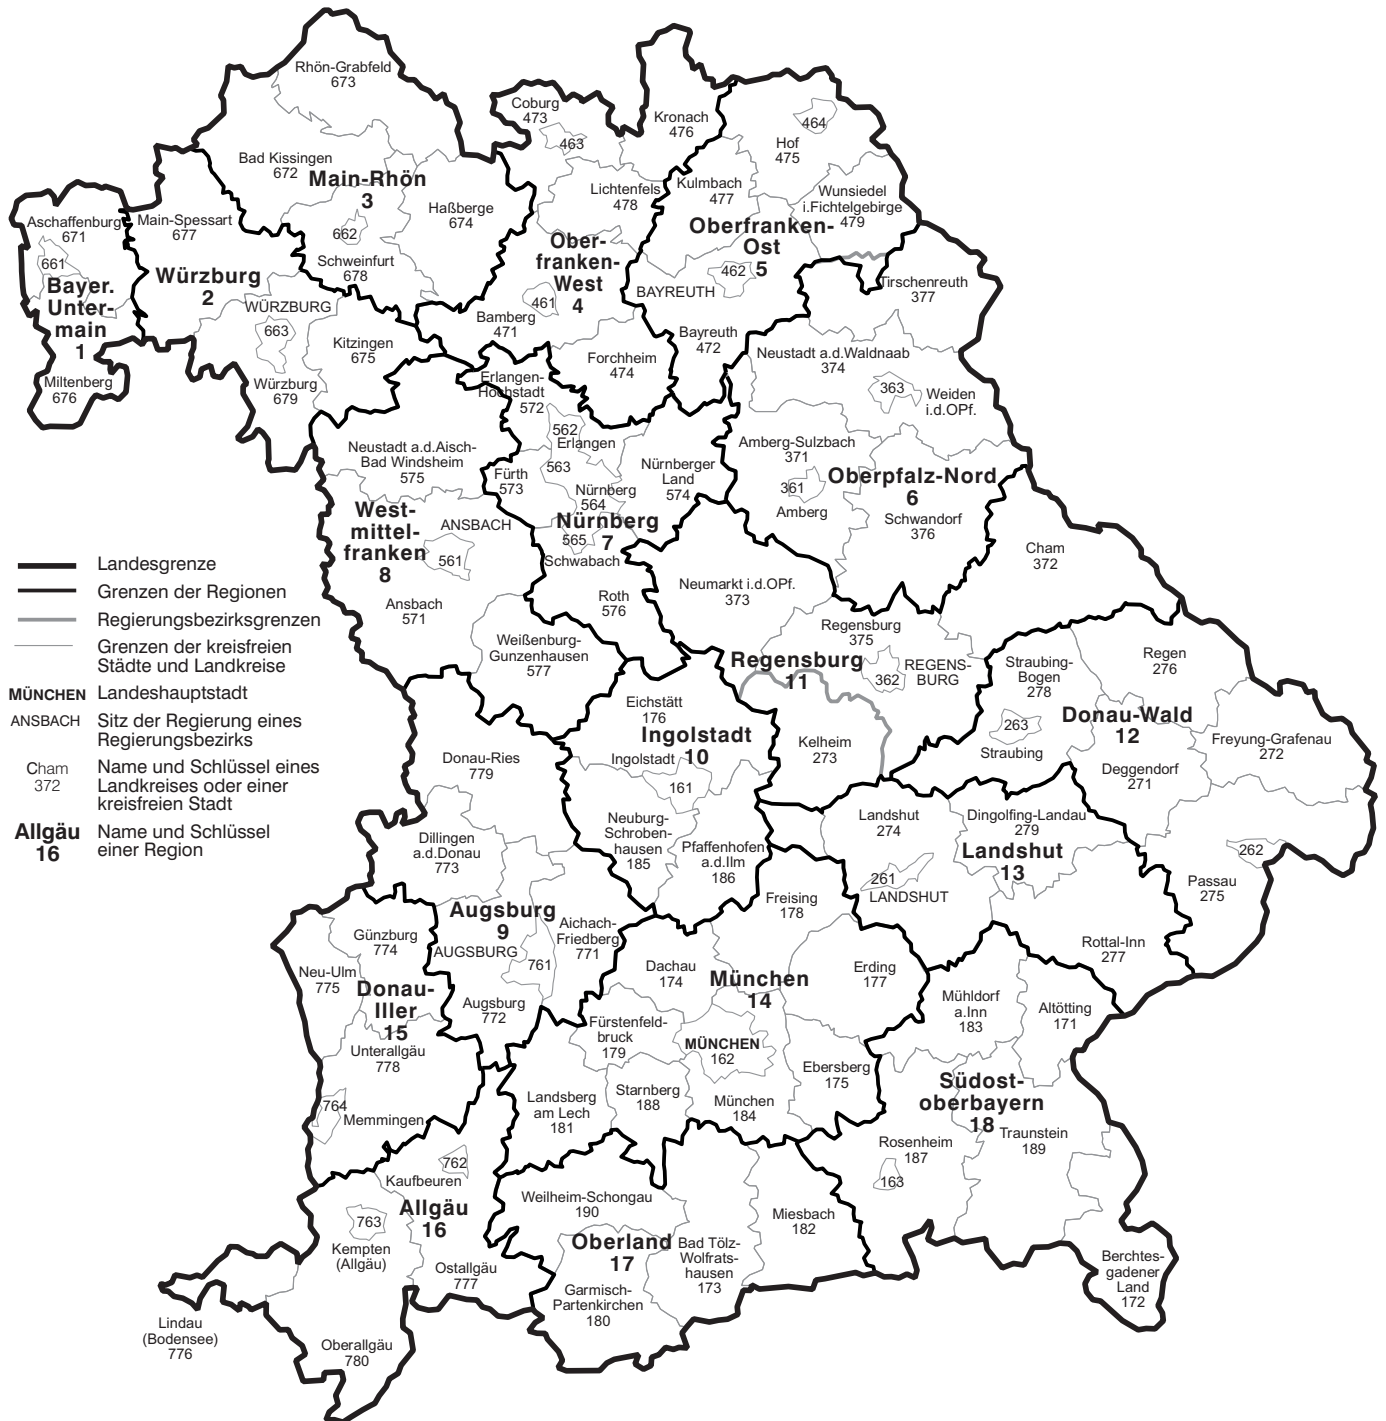 Rhön-Grabfeld
673
Coburg
473
463
Kronach
476
464
Hof
475
Bad Kissingen
672
Main-Rhön
3
Haßberge
674
Lichtenfels
478
Kulmbach
477
Wunsiedel
i.Fichtelgebirge
479
Aschaffenburg
671
661
Main-Spessart
677
662
Schweinfurt
678
Ober-
franken-
West
4
Oberfranken-
Ost
5
462
BAYREUTH
Bayer.
Unter-
main
1
Würzburg
2
WÜRZBURG
663
461
Bamberg
471
Tirschenreuth
377
Kitzingen
675
Forchheim
474
Bayreuth
472
Neustadt a.d.Waldnaab
374
Miltenberg
676
Würzburg
679
Erlangen-
Höchstadt
572
363
Weiden
i.d.OPf.
562
Erlangen
Neustadt a.d.Aisch-
Bad Windsheim
575
Fürth
573
563
Nürnberger
Land
574
Amberg-Sulzbach
371
361
Amberg
Oberpfalz-Nord
6
Nürnberg
564
Nürnberg
7
565
Schwabach
Schwandorf
376
West-
mittel-
franken
8
ANSBACH
561
Ansbach
571
Cham
372
Neumarkt i.d.OPf.
373
Roth
576
Weißenburg-
Gunzenhausen
577
Regensburg
375
Regensburg
11
362
REGENS-
BURG
Straubing-
Bogen
278
263
Straubing
Regen
276
Donau-Wald
12
Freyung-Grafenau
272
Deggendorf
271
Landesgrenze
Grenzen der Regionen
Regierungsbezirksgrenzen
Grenzen der kreisfreien
Städte und Landkreise
MÜNCHEN Landeshauptstadt
ANSBACH Sitz der Regierung eines
Regierungsbezirks
Cham
372
Name und Schlüssel eines
Landkreises oder einer
kreisfreien Stadt
Allgäu
16
Name und Schlüssel
einer Region
Eichstätt
176
Ingolstadt
10
Ingolstadt
161
Kelheim
273
Donau-Ries
779
Neuburg-
Schroben-
hausen
185
Pfaffenhofen
a.d.Ilm
186
Landshut
274
Dingolfing-Landau
279
Landshut
13
261
LANDSHUT
262
Passau
275
Rottal-Inn
277
Dillingen
a.d.Donau
773
Augsburg
9
AUGSBURG
761
Aichach-
Friedberg
771
Augsburg
772
Freising
178
Günzburg
774
Neu-Ulm
775
Donau-
Iller
15
Unterallgäu
778
764
Memmingen
Dachau
174
München
14
Erding
177
Mühldorf
a.Inn
183
Altötting
171
Fürstenfeld-
bruck
179
MÜNCHEN
162
Ebersberg
175
Landsberg
am Lech
181
Starnberg
188
München
184
Südost-
oberbayern
18
Rosenheim
187
163
Traunstein
189
762
Kaufbeuren
Allgäu
16
763
Kempten
(Allgäu)
Ostallgäu
777
Weilheim-Schongau
190
Oberland
17
Bad Tölz-
Wolfrats-
hausen
173
Miesbach
182
Garmisch-
Partenkirchen
180
Berchtes-
gadener
Land
172
Lindau
(Bodensee)
776
Oberallgäu
780